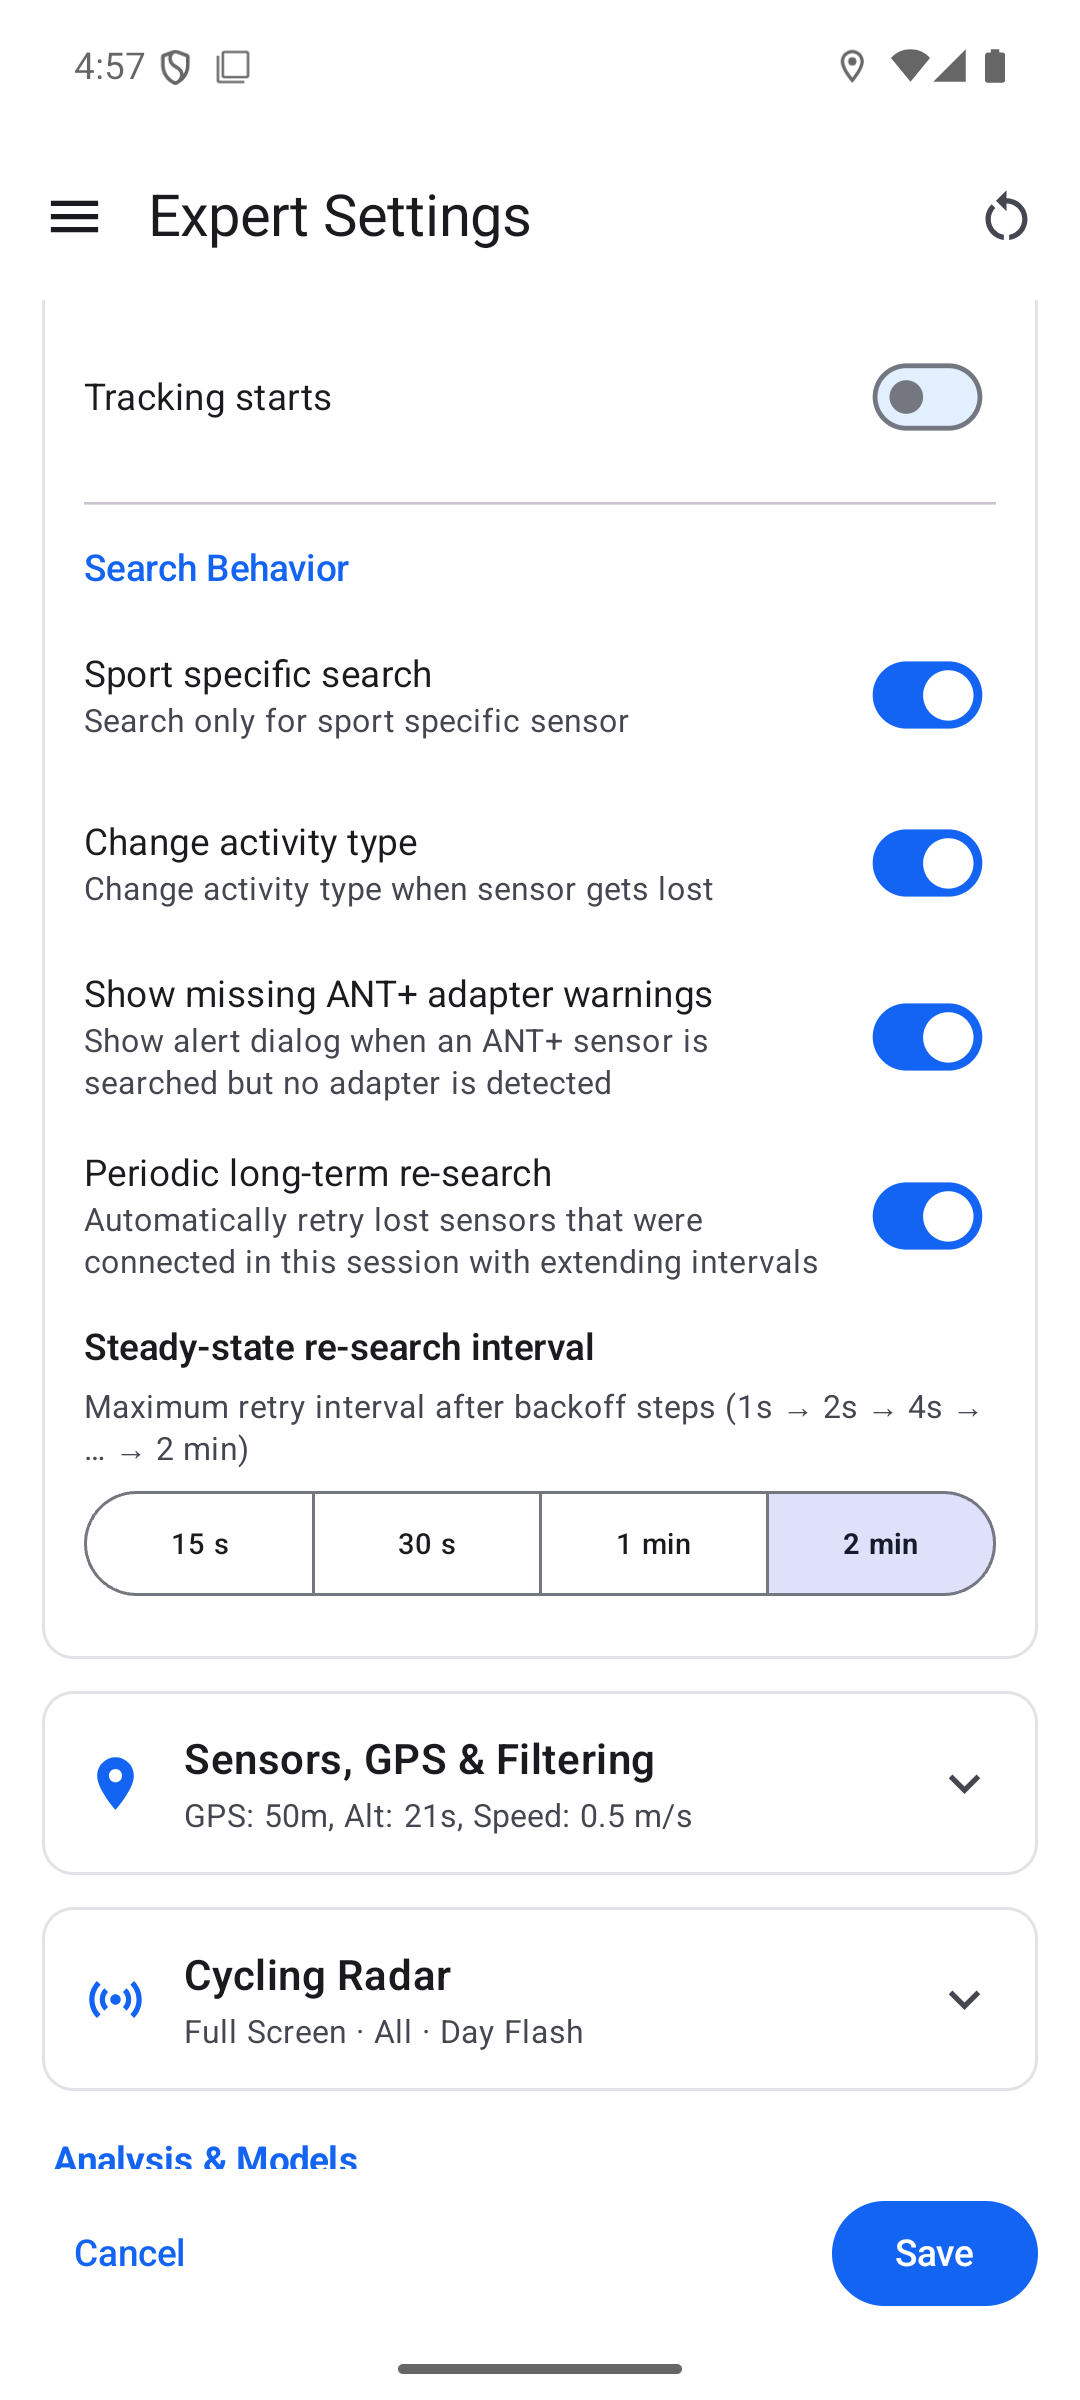 4:57
Expert Settings
Tracking starts
Search Behavior
Sport specific search
Search only for sport specific sensor
Change activity type
Change activity type when sensor gets lost
Show missing ANT+ adapter warnings
Show alert dialog when an ANT+ sensor is
searched but no adapter is detected
Periodic long-term re-search
Automatically retry lost sensors that were
connected in this session with extending intervals
Steady-state re-search interval
Maximum retry interval after backoff steps (1s → 2s → 4s →
... → 2 min)
15 s 30 s 1 min 2 min
Sensors, GPS & Filtering
GPS: 50m, Alt: 21s, Speed: 0.5 m/s
Cycling Radar
Full Screen · All · Day Flash
Analysis & Models
Cancel Save